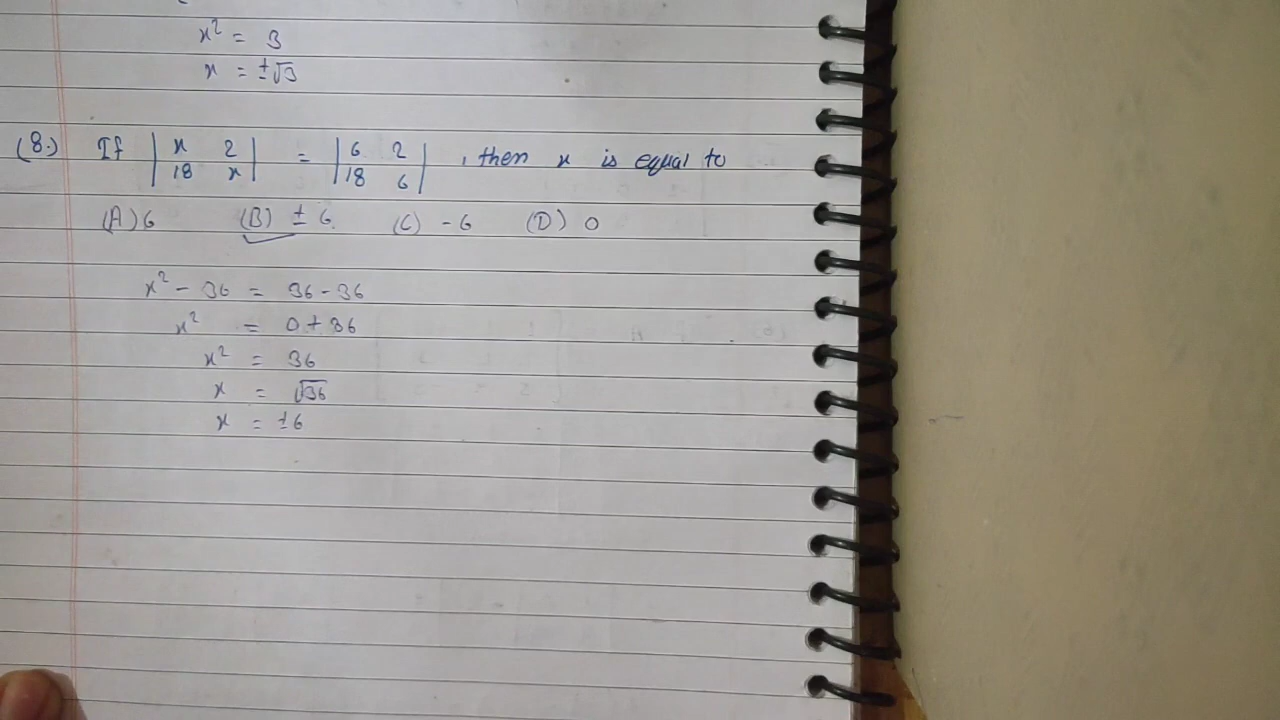 x² = 3
x = ±√3
(8.) If | x 2 | = | 6 2 | , then x is equal to
| 18 x | | 18 6 |
(A) 6 (B) ± 6. (C) - 6 (D) 0
x² - 36 = 36 - 36
x² = 0 + 36
x² = 36
x = √36
x = ±6